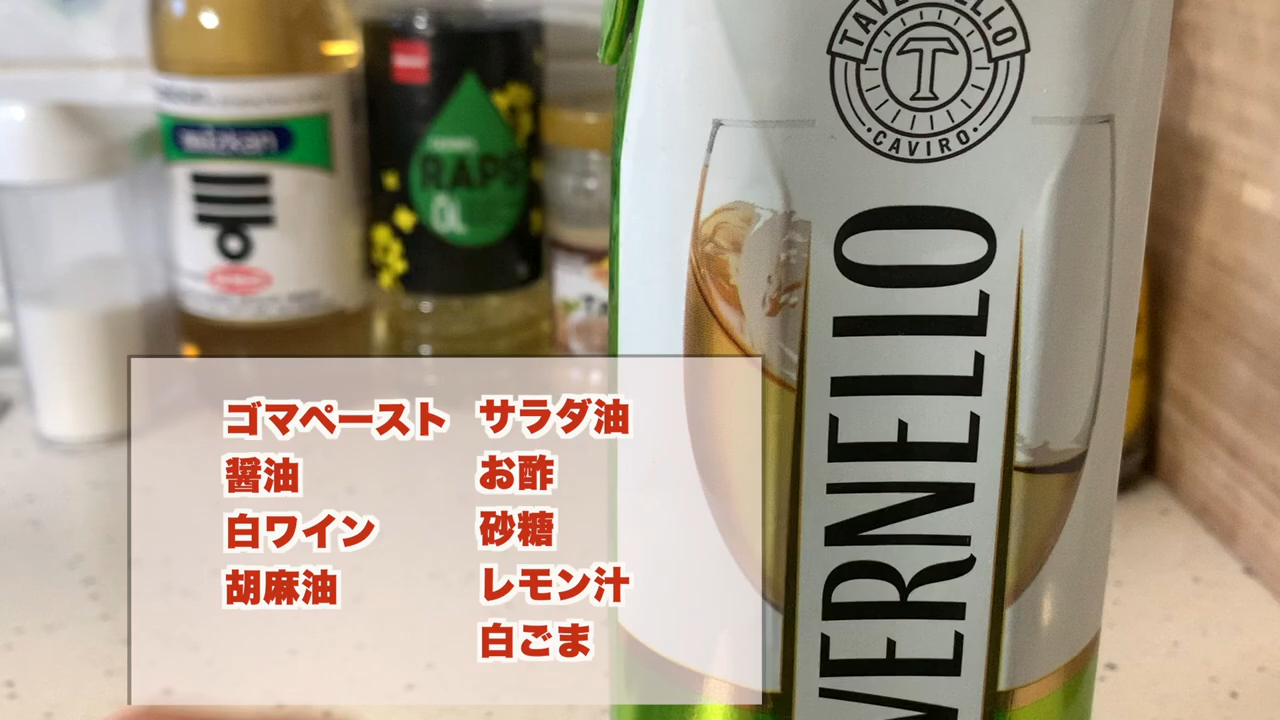 TAVERNELLO
T
CAVIRO
VERNELLO
mizkan
RAPS
ÖL
ゴマペースト
醤油
白ワイン
胡麻油
サラダ油
お酢
砂糖
レモン汁
白ごま